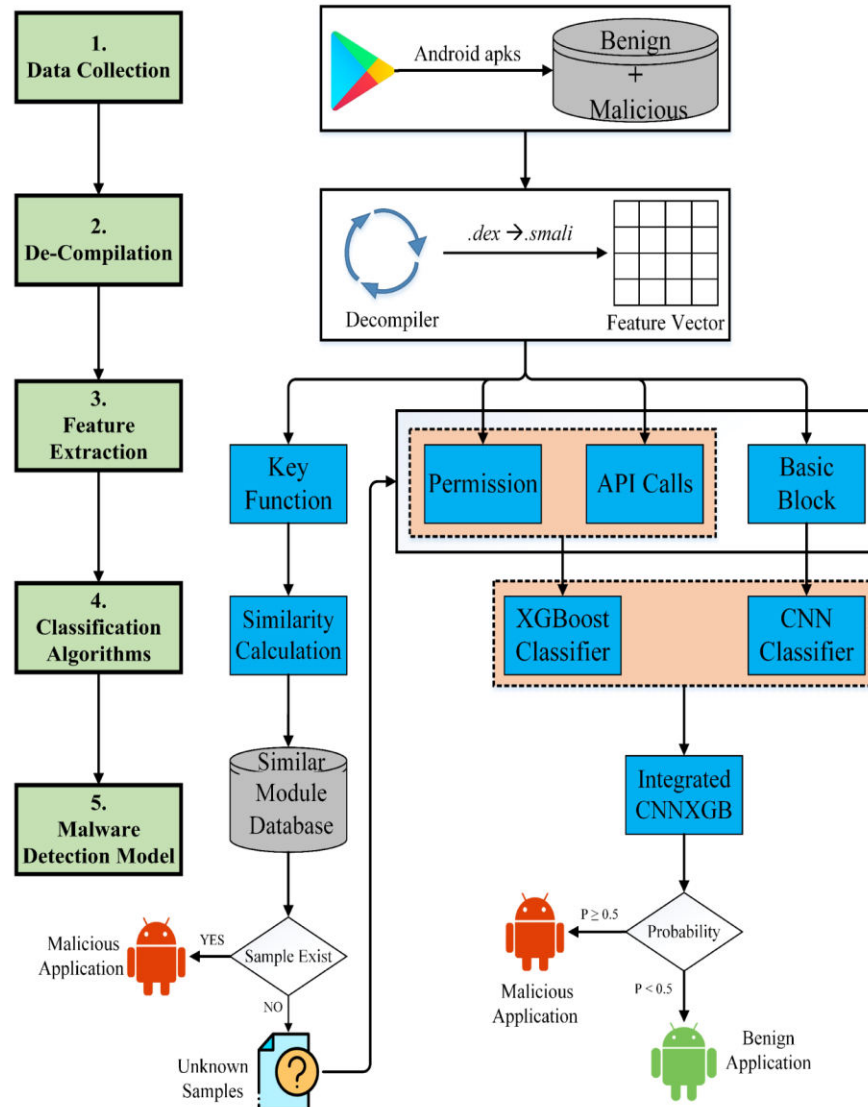 1.
Data Collection
2.
De-Compilation
3.
Feature
Extraction
4.
Classification
Algorithms
5.
Malware
Detection Model
Android apks
Benign
+
Malicious
.dex → .smali
Decompiler
Feature Vector
Key
Function
Permission
API Calls
Basic
Block
Similarity
Calculation
XGBoost
Classifier
CNN
Classifier
Similar
Module
Database
Integrated
CNNXGB
Malicious
Application
YES
Sample Exist
NO
Unknown
Samples
?
P ≥ 0.5
Probability
Malicious
Application
P < 0.5
Benign
Application